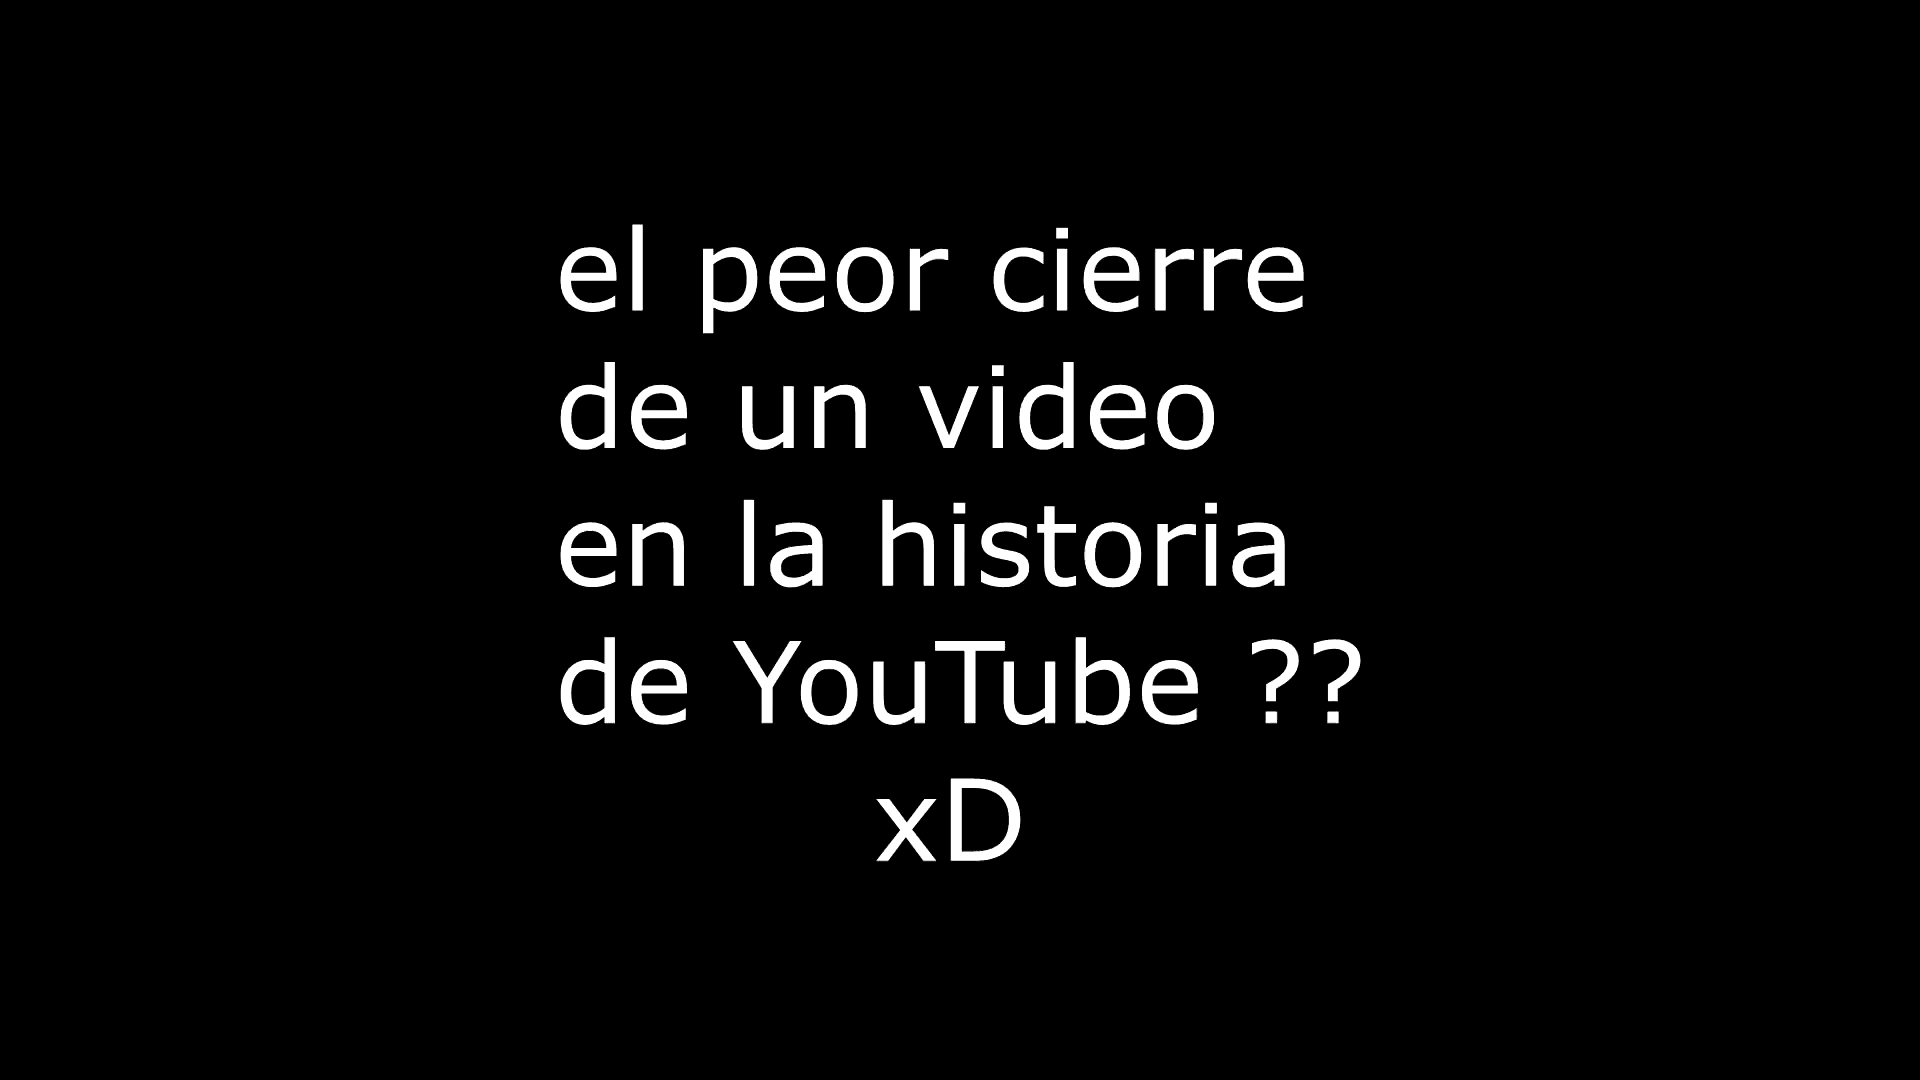 el peor cierre
de un video
en la historia
de YouTube ??
xD